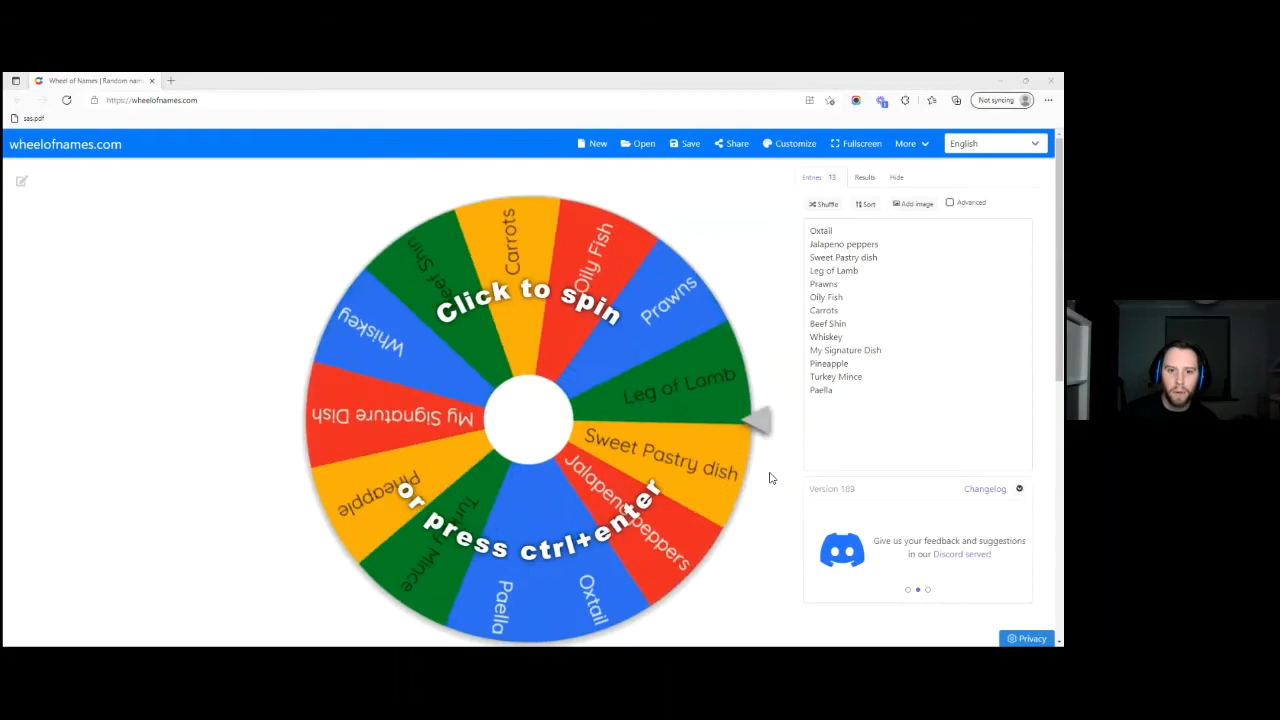 Wheel of Names | Random nam
https://wheelofnames.com
Not syncing
sas.pdf
wheelofnames.com
New
Open
Save
Share
Customize
Fullscreen
More
English
Entries 13
Results
Hide
Shuffle
Sort
Add image
Advanced
Oxtail
Jalapeno peppers
Sweet Pastry dish
Leg of Lamb
Prawns
Oily Fish
Carrots
Beef Shin
Whiskey
My Signature Dish
Pineapple
Turkey Mince
Paella
Carrots
Oily Fish
Prawns
Leg of Lamb
Sweet Pastry dish
Jalapeno peppers
Oxtail
Paella
Turkey Mince
Pineapple
My Signature Dish
Whiskey
Beef Shin
Click to spin
or press ctrl+enter
Version 189
Changelog
Give us your feedback and suggestions
in our Discord server!
Privacy